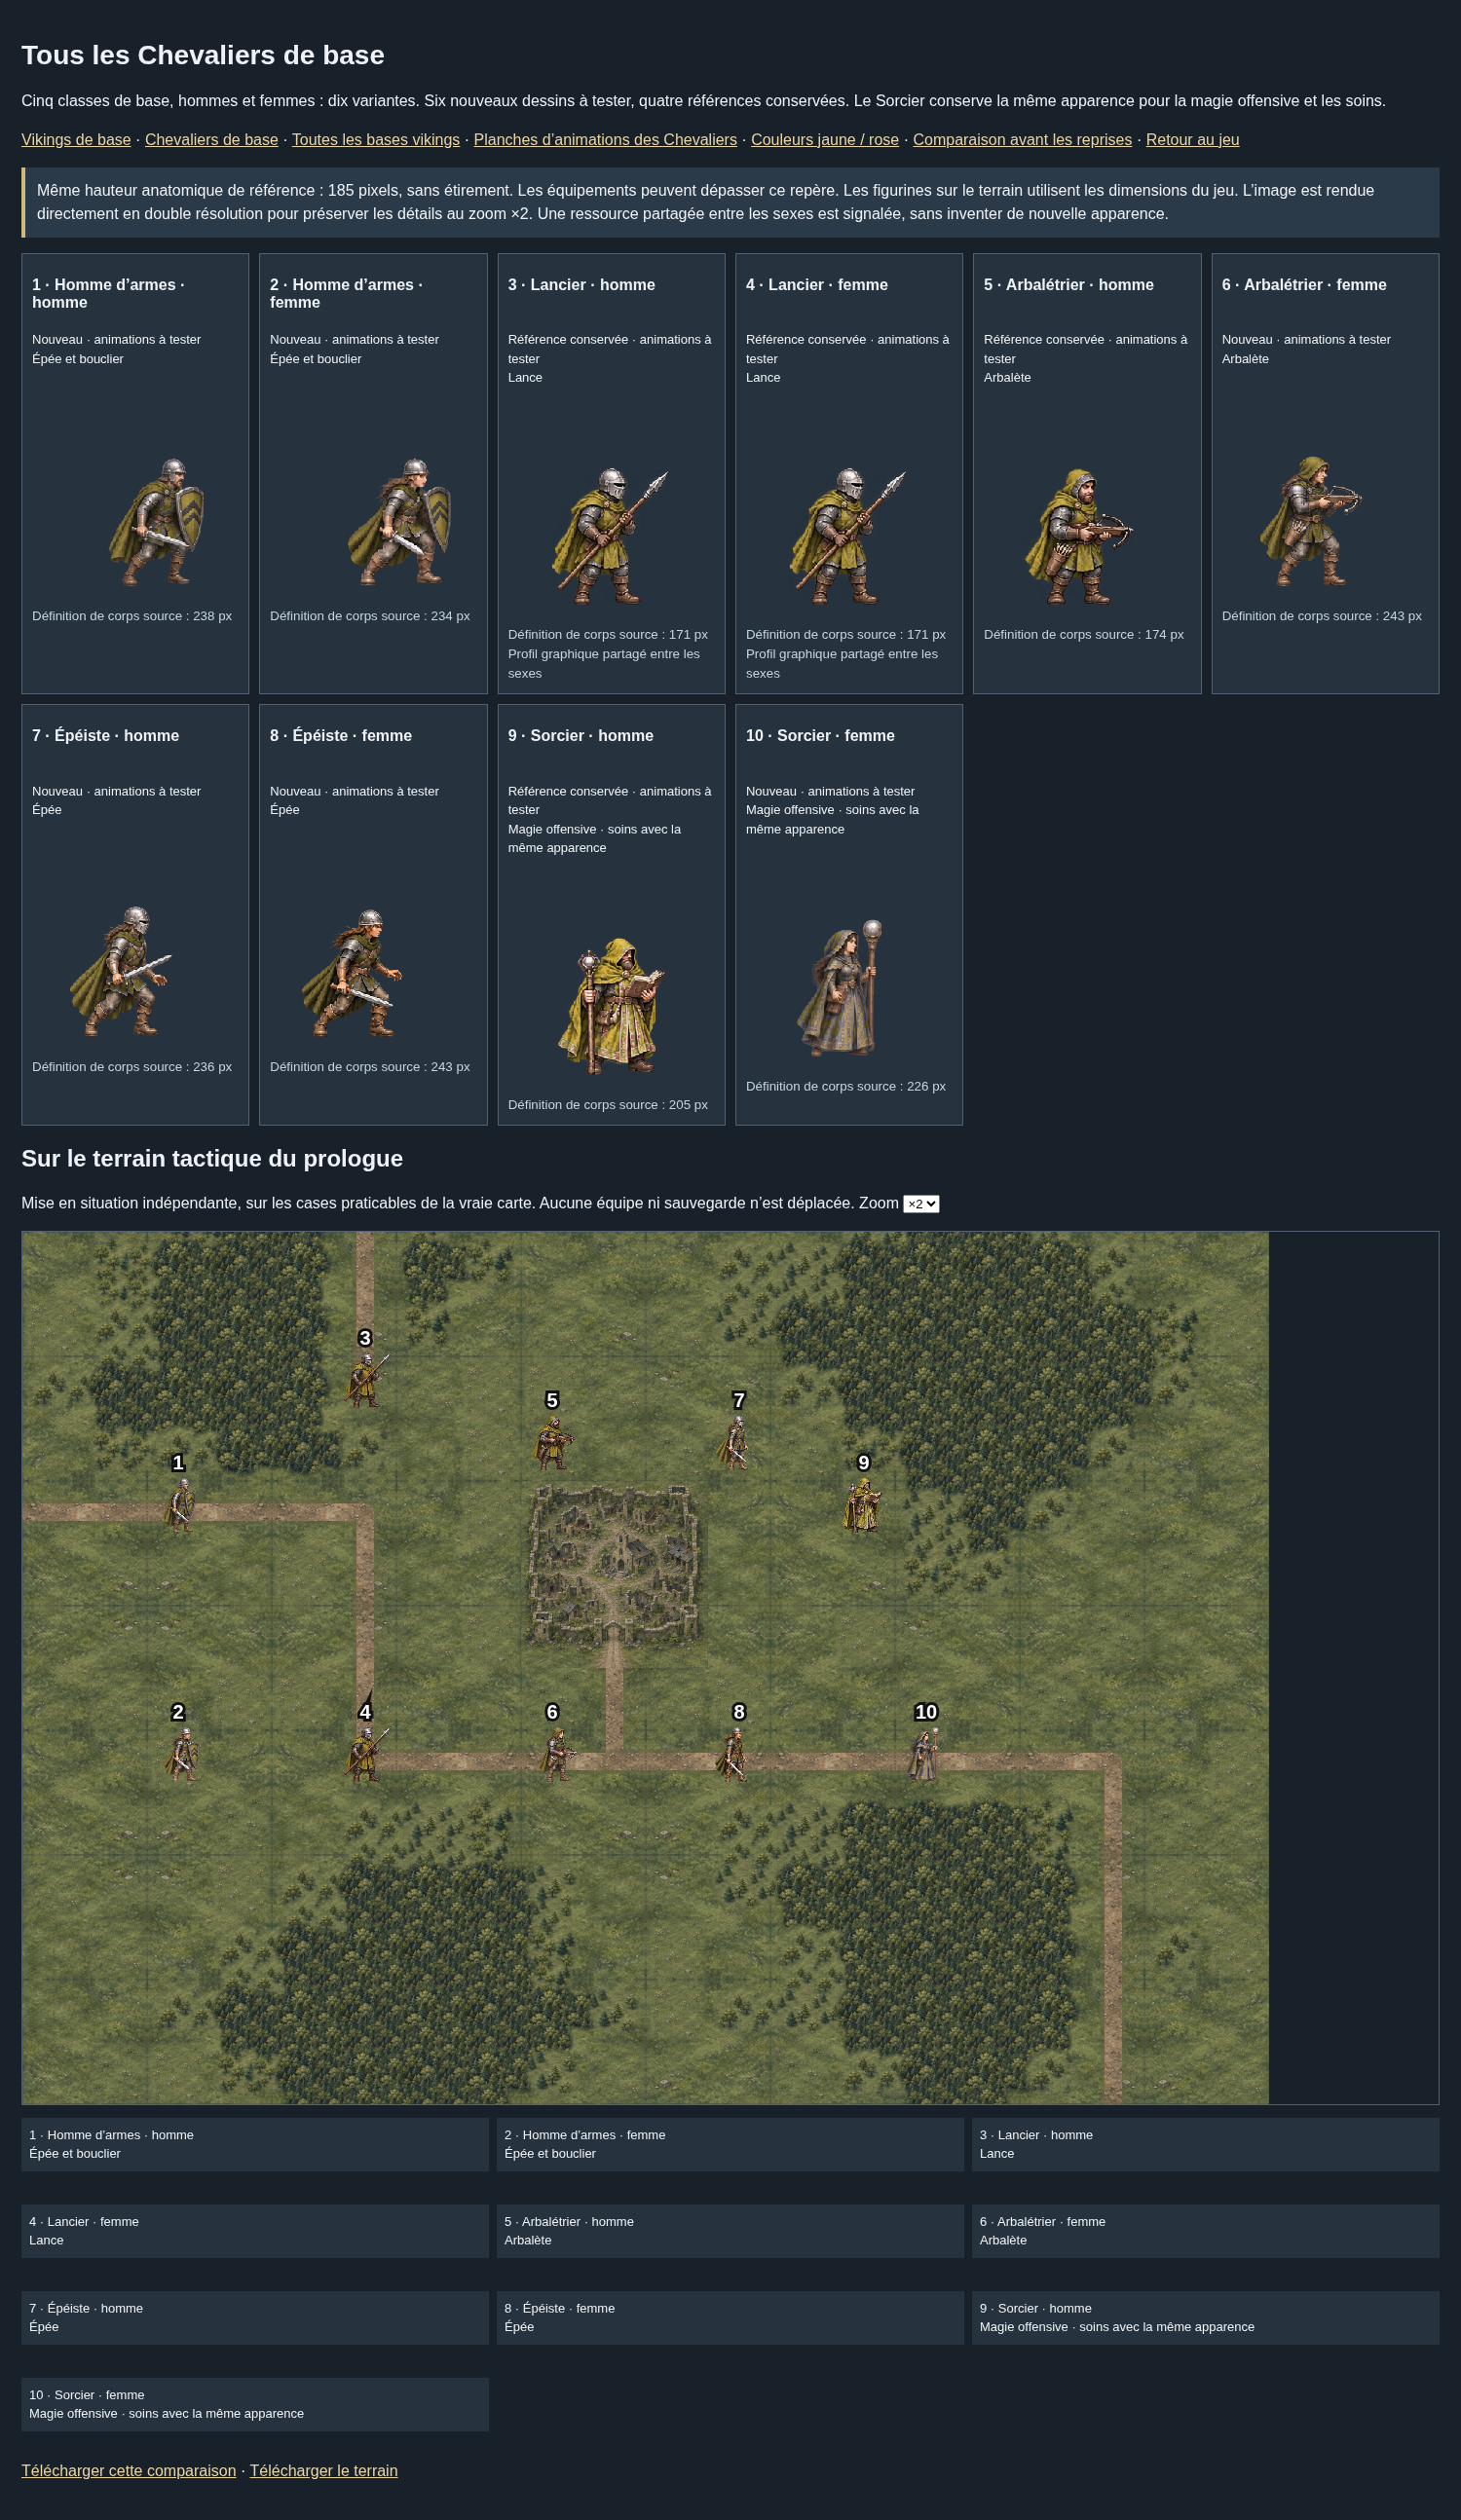 Tous les Chevaliers de base
Cinq classes de base, hommes et femmes : dix variantes. Six nouveaux dessins à tester, quatre références conservées. Le Sorcier conserve la même apparence pour la magie offensive et les soins.
Vikings de base · Chevaliers de base · Toutes les bases vikings · Planches d’animations des Chevaliers · Couleurs jaune / rose · Comparaison avant les reprises · Retour au jeu
Même hauteur anatomique de référence : 185 pixels, sans étirement. Les équipements peuvent dépasser ce repère. Les figurines sur le terrain utilisent les dimensions du jeu. L’image est rendue
directement en double résolution pour préserver les détails au zoom ×2. Une ressource partagée entre les sexes est signalée, sans inventer de nouvelle apparence.
1 · Homme d’armes ·
homme
Nouveau · animations à tester
Épée et bouclier
Définition de corps source : 238 px
2 · Homme d’armes ·
femme
Nouveau · animations à tester
Épée et bouclier
Définition de corps source : 234 px
3 · Lancier · homme
Référence conservée · animations à
tester
Lance
Définition de corps source : 171 px
Profil graphique partagé entre les
sexes
4 · Lancier · femme
Référence conservée · animations à
tester
Lance
Définition de corps source : 171 px
Profil graphique partagé entre les
sexes
5 · Arbalétrier · homme
Référence conservée · animations à
tester
Arbalète
Définition de corps source : 174 px
6 · Arbalétrier · femme
Nouveau · animations à tester
Arbalète
Définition de corps source : 243 px
7 · Épéiste · homme
Nouveau · animations à tester
Épée
Définition de corps source : 236 px
8 · Épéiste · femme
Nouveau · animations à tester
Épée
Définition de corps source : 243 px
9 · Sorcier · homme
Référence conservée · animations à
tester
Magie offensive · soins avec la
même apparence
Définition de corps source : 205 px
10 · Sorcier · femme
Nouveau · animations à tester
Magie offensive · soins avec la
même apparence
Définition de corps source : 226 px
Sur le terrain tactique du prologue
Mise en situation indépendante, sur les cases praticables de la vraie carte. Aucune équipe ni sauvegarde n’est déplacée. Zoom ×2
3
5
7
1
9
2
4
6
8
10
1 · Homme d’armes · homme
Épée et bouclier
2 · Homme d’armes · femme
Épée et bouclier
3 · Lancier · homme
Lance
4 · Lancier · femme
Lance
5 · Arbalétrier · homme
Arbalète
6 · Arbalétrier · femme
Arbalète
7 · Épéiste · homme
Épée
8 · Épéiste · femme
Épée
9 · Sorcier · homme
Magie offensive · soins avec la même apparence
10 · Sorcier · femme
Magie offensive · soins avec la même apparence
Télécharger cette comparaison · Télécharger le terrain